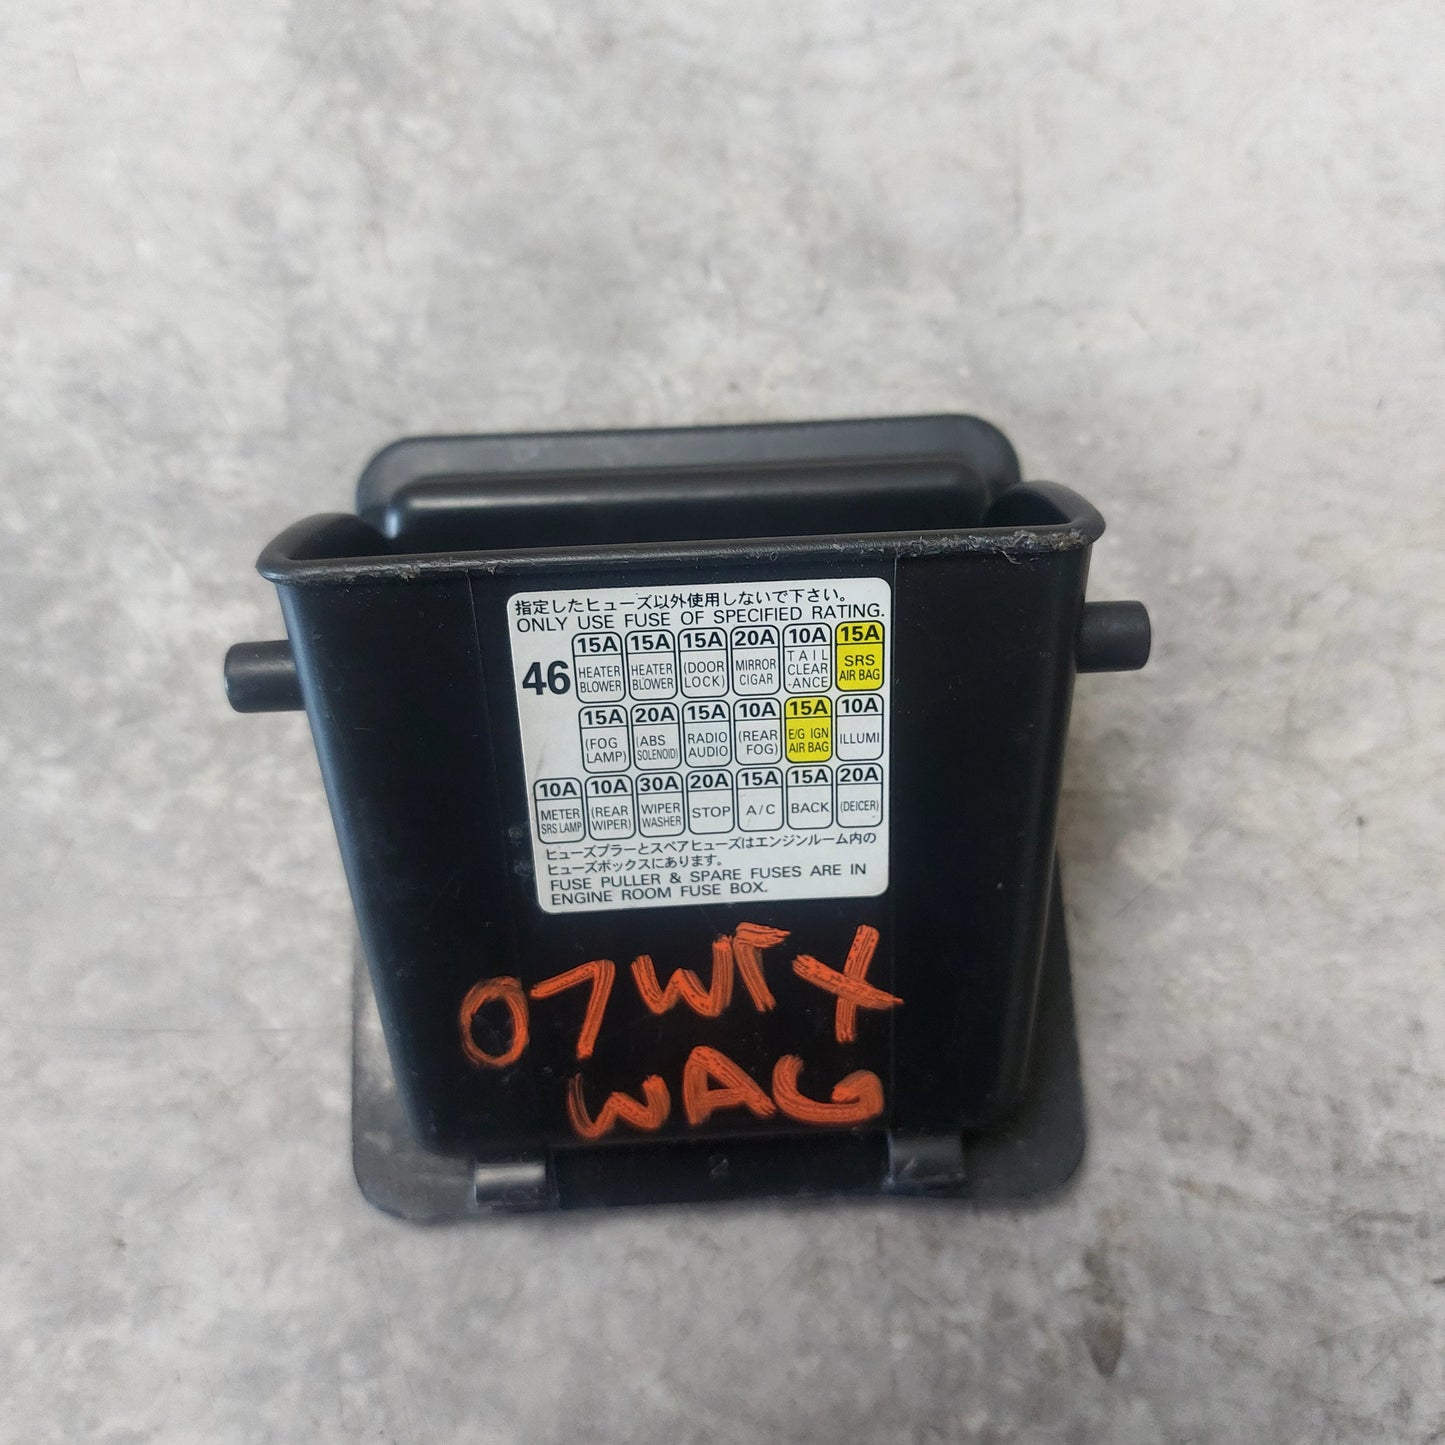 指定したヒューズ以外使用しないで下さい。
ONLY USE FUSE OF SPECIFIED RATING.
46
15A 15A 15A 20A 10A 15A
HEATER BLOWER HEATER BLOWER (DOOR LOCK) MIRROR CIGAR TAIL CLEAR -ANCE SRS AIR BAG
15A 20A 15A 10A 15A 10A
(FOG LAMP) (ABS SOLENOID) RADIO AUDIO (REAR FOG) E/G IGN AIR BAG ILLUMI
10A 10A 30A 20A 15A 15A 20A
METER SRS LAMP (REAR WIPER) WIPER WASHER STOP A/C BACK (DEICER)
ヒューズプラーとスペアヒューズはエンジンルーム内の
ヒューズボックスにあります。
FUSE PULLER & SPARE FUSES ARE IN
ENGINE ROOM FUSE BOX.
07 WrX
WAG
2